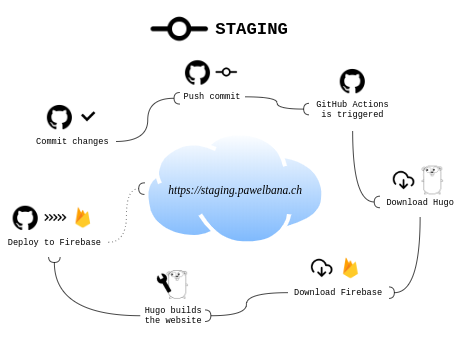 STAGING
Push commit
Commit changes
GitHub Actions
is triggered
https://staging.pawelbana.ch
Download Hugo
Deploy to Firebase
Download Firebase
Hugo builds
the website